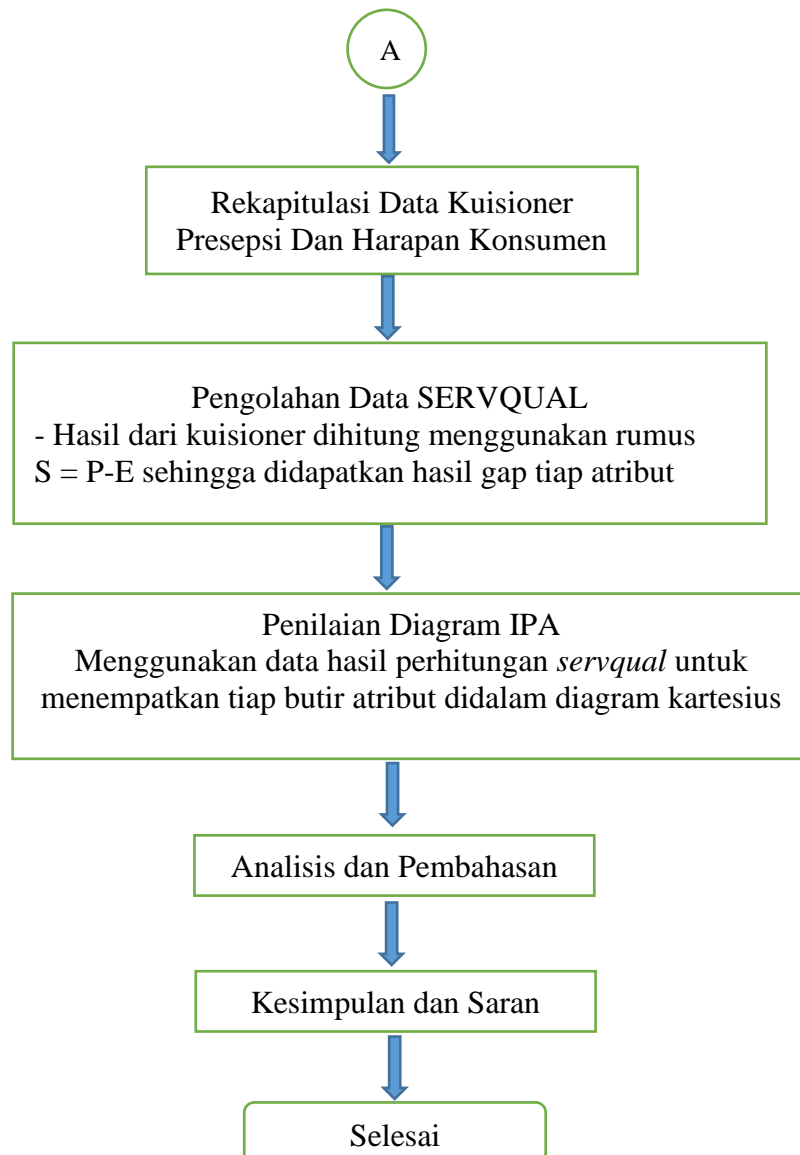 A
Rekapitulasi Data Kuisioner
Presepsi Dan Harapan Konsumen
Pengolahan Data SERVQUAL
- Hasil dari kuisioner dihitung menggunakan rumus
S = P-E sehingga didapatkan hasil gap tiap atribut
Penilaian Diagram IPA
Menggunakan data hasil perhitungan servqual untuk
menempatkan tiap butir atribut didalam diagram kartesius
Analisis dan Pembahasan
Kesimpulan dan Saran
Selesai